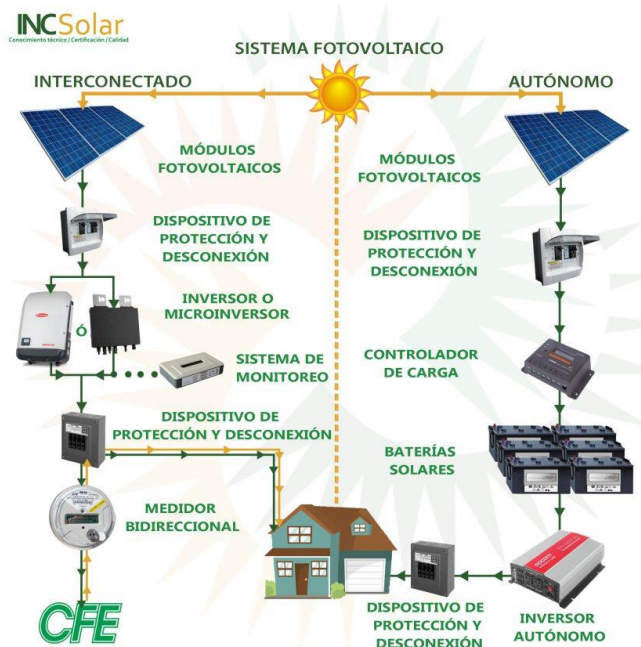 INCSolar
Conocimiento técnico / Certificación / Calidad
SISTEMA FOTOVOLTAICO
INTERCONECTADO
AUTÓNOMO
MÓDULOS
FOTOVOLTAICOS
MÓDULOS
FOTOVOLTAICOS
DISPOSITIVO DE
PROTECCIÓN Y
DESCONEXIÓN
DISPOSITIVO DE
PROTECCIÓN Y
DESCONEXIÓN
INVERSOR O
MICROINVERSOR
Ó
SISTEMA DE
MONITOREO
CONTROLADOR
DE CARGA
DISPOSITIVO DE
PROTECCIÓN Y DESCONEXIÓN
BATERÍAS
SOLARES
MEDIDOR
BIDIRECCIONAL
CFE
DISPOSITIVO DE
PROTECCIÓN Y
DESCONEXIÓN
INVERSOR
AUTÓNOMO